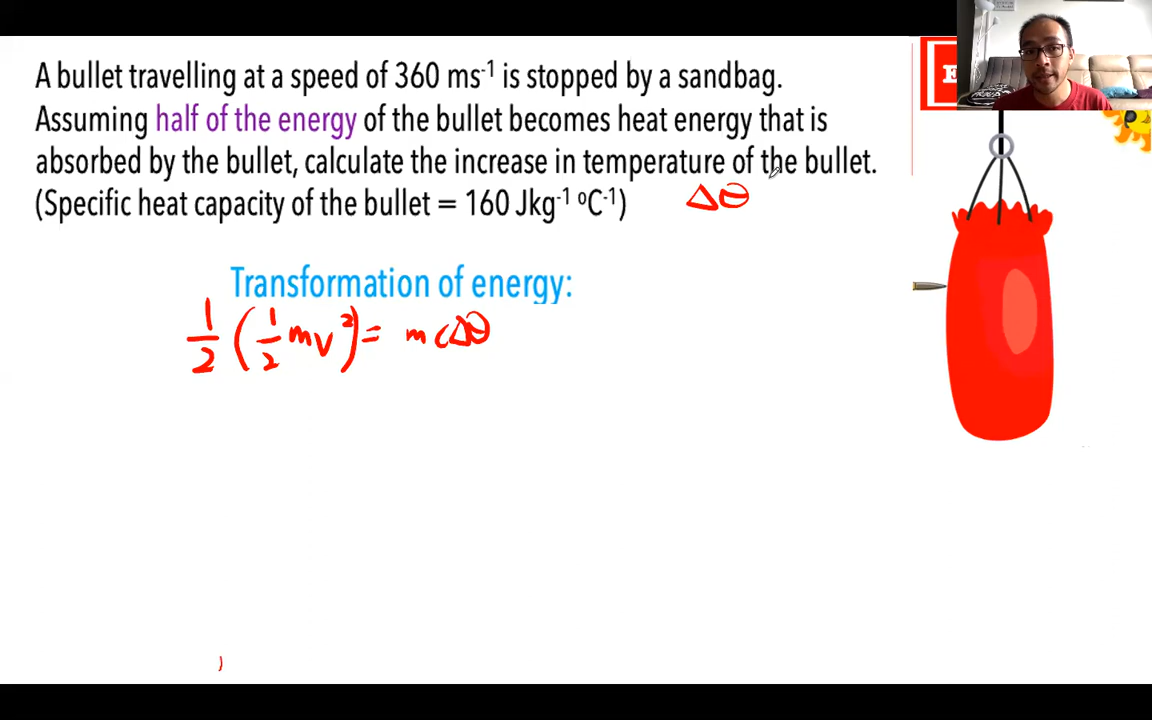 A bullet travelling at a speed of 360 ms⁻¹ is stopped by a sandbag.
Assuming half of the energy of the bullet becomes heat energy that is
absorbed by the bullet, calculate the increase in temperature of the bullet.
(Specific heat capacity of the bullet = 160 Jkg⁻¹ ºC⁻¹)
Δθ
Transformation of energy:
1/2 (1/2 mv²) = mcΔθ